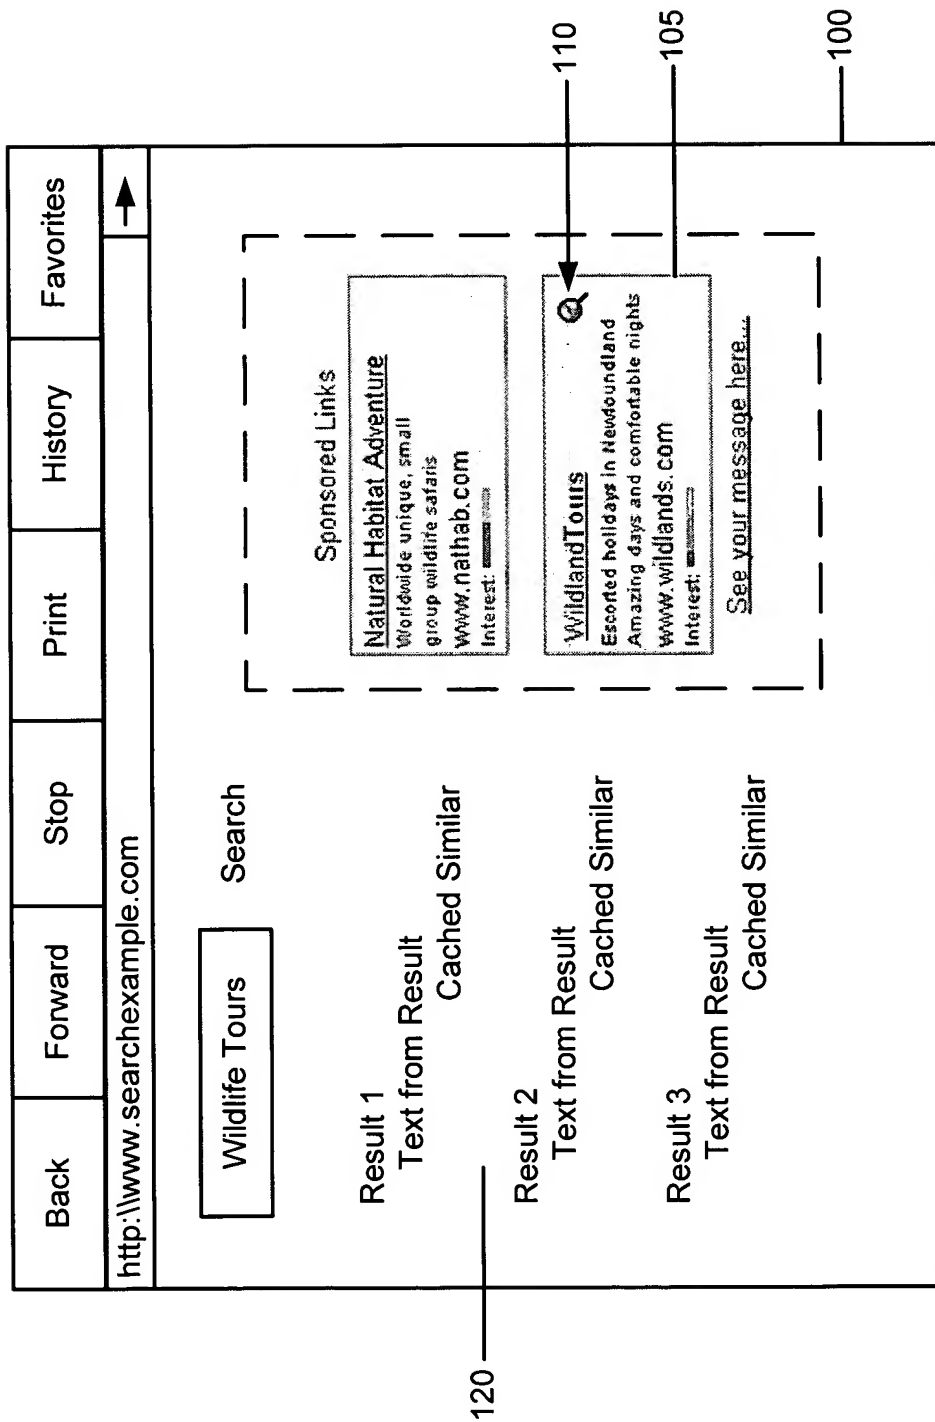 Back Forward Stop Print History Favorites
http:\\www.searchexample.com
Wildlife Tours Search
Result 1
Text from Result
Cached Similar
Result 2
Text from Result
Cached Similar
Result 3
Text from Result
Cached Similar
Sponsored Links
Natural Habitat Adventure
Worldwide unique, small
group wildlife safaris
www.nathab.com
Interest:
WildlandTours
Escorted holidays in Newfoundland
Amazing days and comfortable nights
www.wildlands.com
Interest:
See your message here...
110
105
100
120